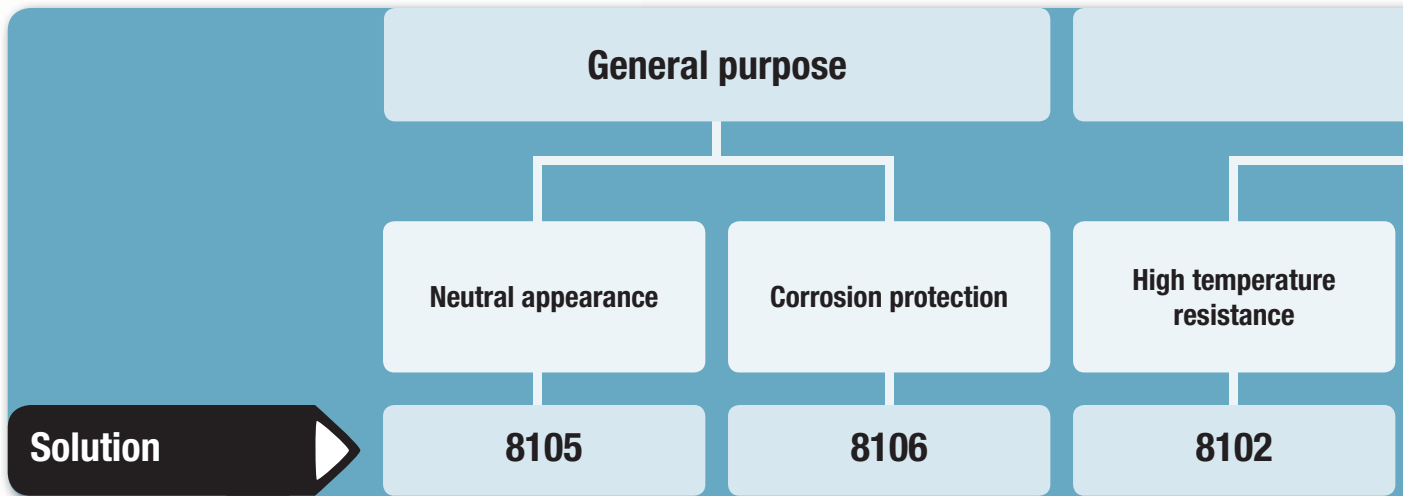 General purpose
Neutral appearance
Corrosion protection
High temperature
resistance
Solution
8105
8106
8102